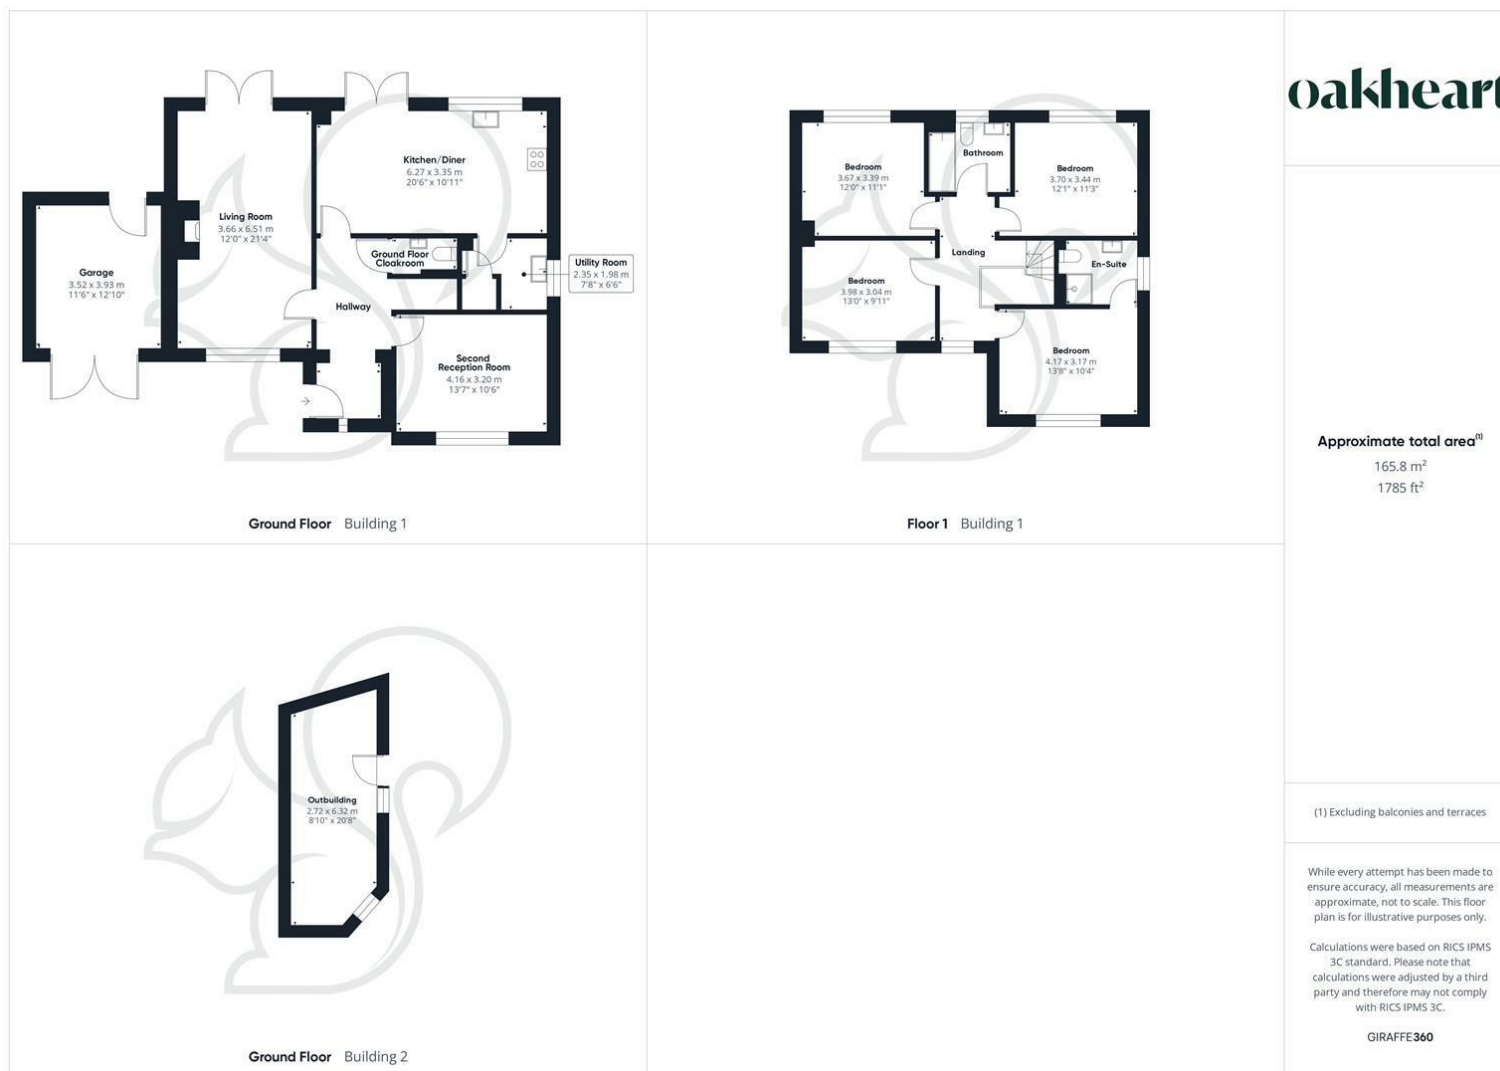 Kitchen/Diner
6.27 x 3.35 m
20'6" x 10'11"
Living Room
3.66 x 6.51 m
12'0" x 21'4"
Garage
3.52 x 3.93 m
11'6" x 12'10"
Ground Floor
Cloakroom
Utility Room
2.35 x 1.98 m
7'8" x 6'6"
Hallway
Second
Reception Room
4.16 x 3.20 m
13'7" x 10'6"
Ground Floor Building 1
Bathroom
Bedroom
3.67 x 3.39 m
12'0" x 11'1"
Bedroom
3.70 x 3.44 m
12'1" x 11'3"
Landing
En-Suite
Bedroom
3.98 x 3.04 m
13'0" x 9'11"
Bedroom
4.17 x 3.17 m
13'8" x 10'4"
Floor 1 Building 1
Outbuilding
2.72 x 6.32 m
8'10" x 20'8"
Ground Floor Building 2
oakheart
Approximate total area(1)
165.8 m²
1785 ft²
(1) Excluding balconies and terraces
While every attempt has been made to
ensure accuracy, all measurements are
approximate, not to scale. This floor
plan is for illustrative purposes only.
Calculations were based on RICS IPMS
3C standard. Please note that
calculations were adjusted by a third
party and therefore may not comply
with RICS IPMS 3C.
GIRAFFE360